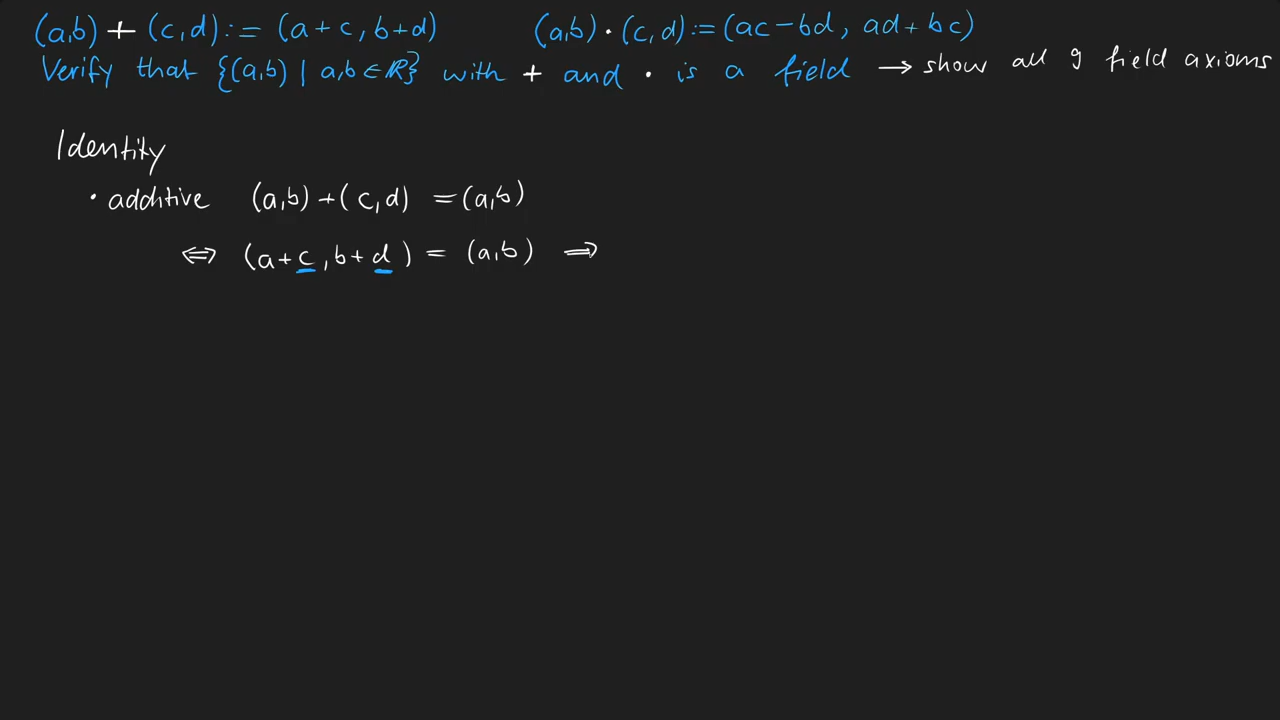 (a,b) + (c,d) := (a+c, b+d) (a,b) · (c,d) := (ac-bd, ad+bc)
Verify that {(a,b) | a,b ∈ ℝ} with + and · is a field → show all 9 field axioms
Identity
• additive (a,b)+(c,d) = (a,b)
⇔ (a+c, b+d) = (a,b) ⇒